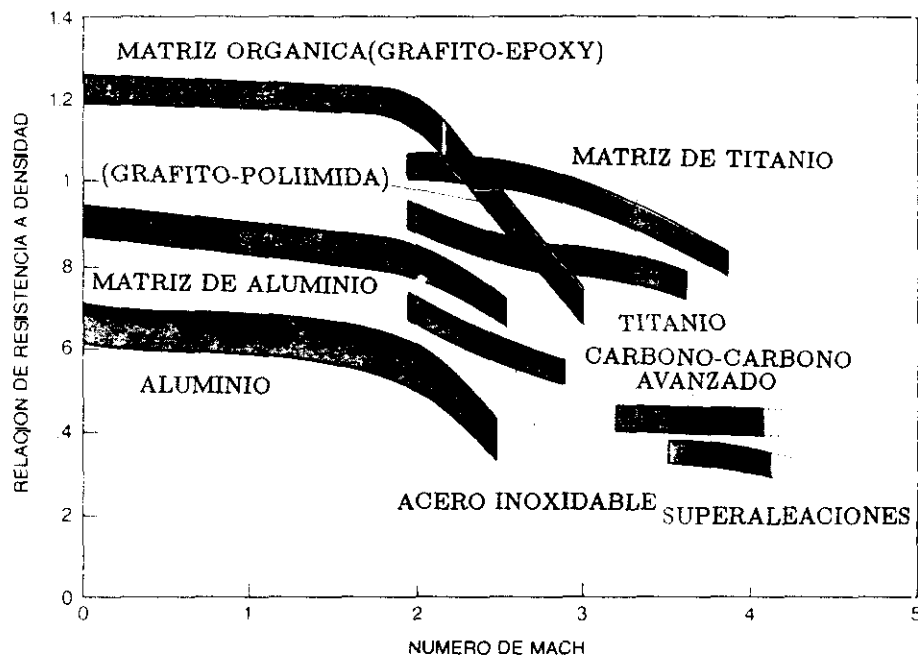 1.4
MATRIZ ORGANICA(GRAFITO-EPOXY)
1.2
MATRIZ DE TITANIO
(GRAFITO-POLIIMIDA)
1
8
MATRIZ DE ALUMINIO
TITANIO
6
CARBONO-CARBONO
AVANZADO
ALUMINIO
4
ACERO INOXIDABLE
SUPERALEACIONES
2
0
RELACION DE RESISTENCIA A DENSIDAD
0 1 2 3 4 5
NUMERO DE MACH